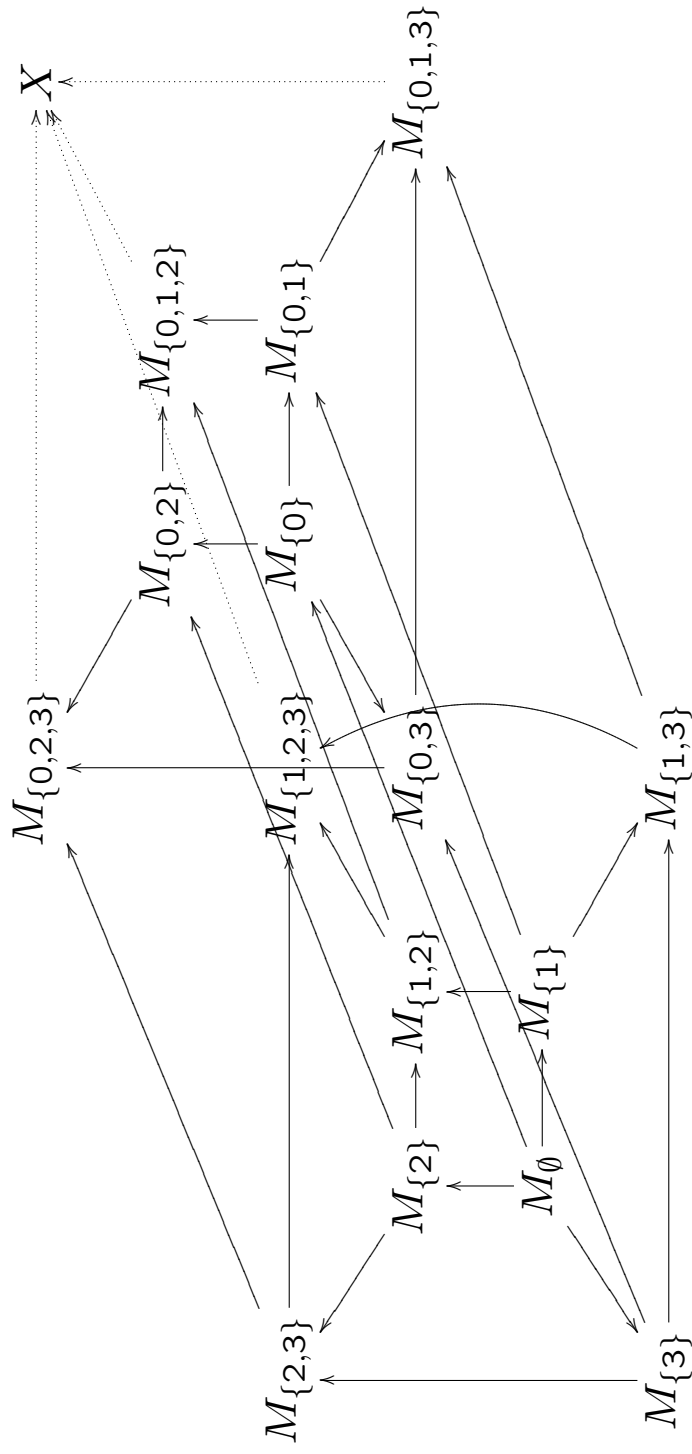 M_{0,2,3} X
M_{0,2} M_{0,1,2}
M_{2,3} M_{1,2,3} M_{0} M_{0,1}
M_{2} M_{1,2} M_{0,3} M_{0,1,3}
M_∅ M_{1}
M_{3} M_{1,3}